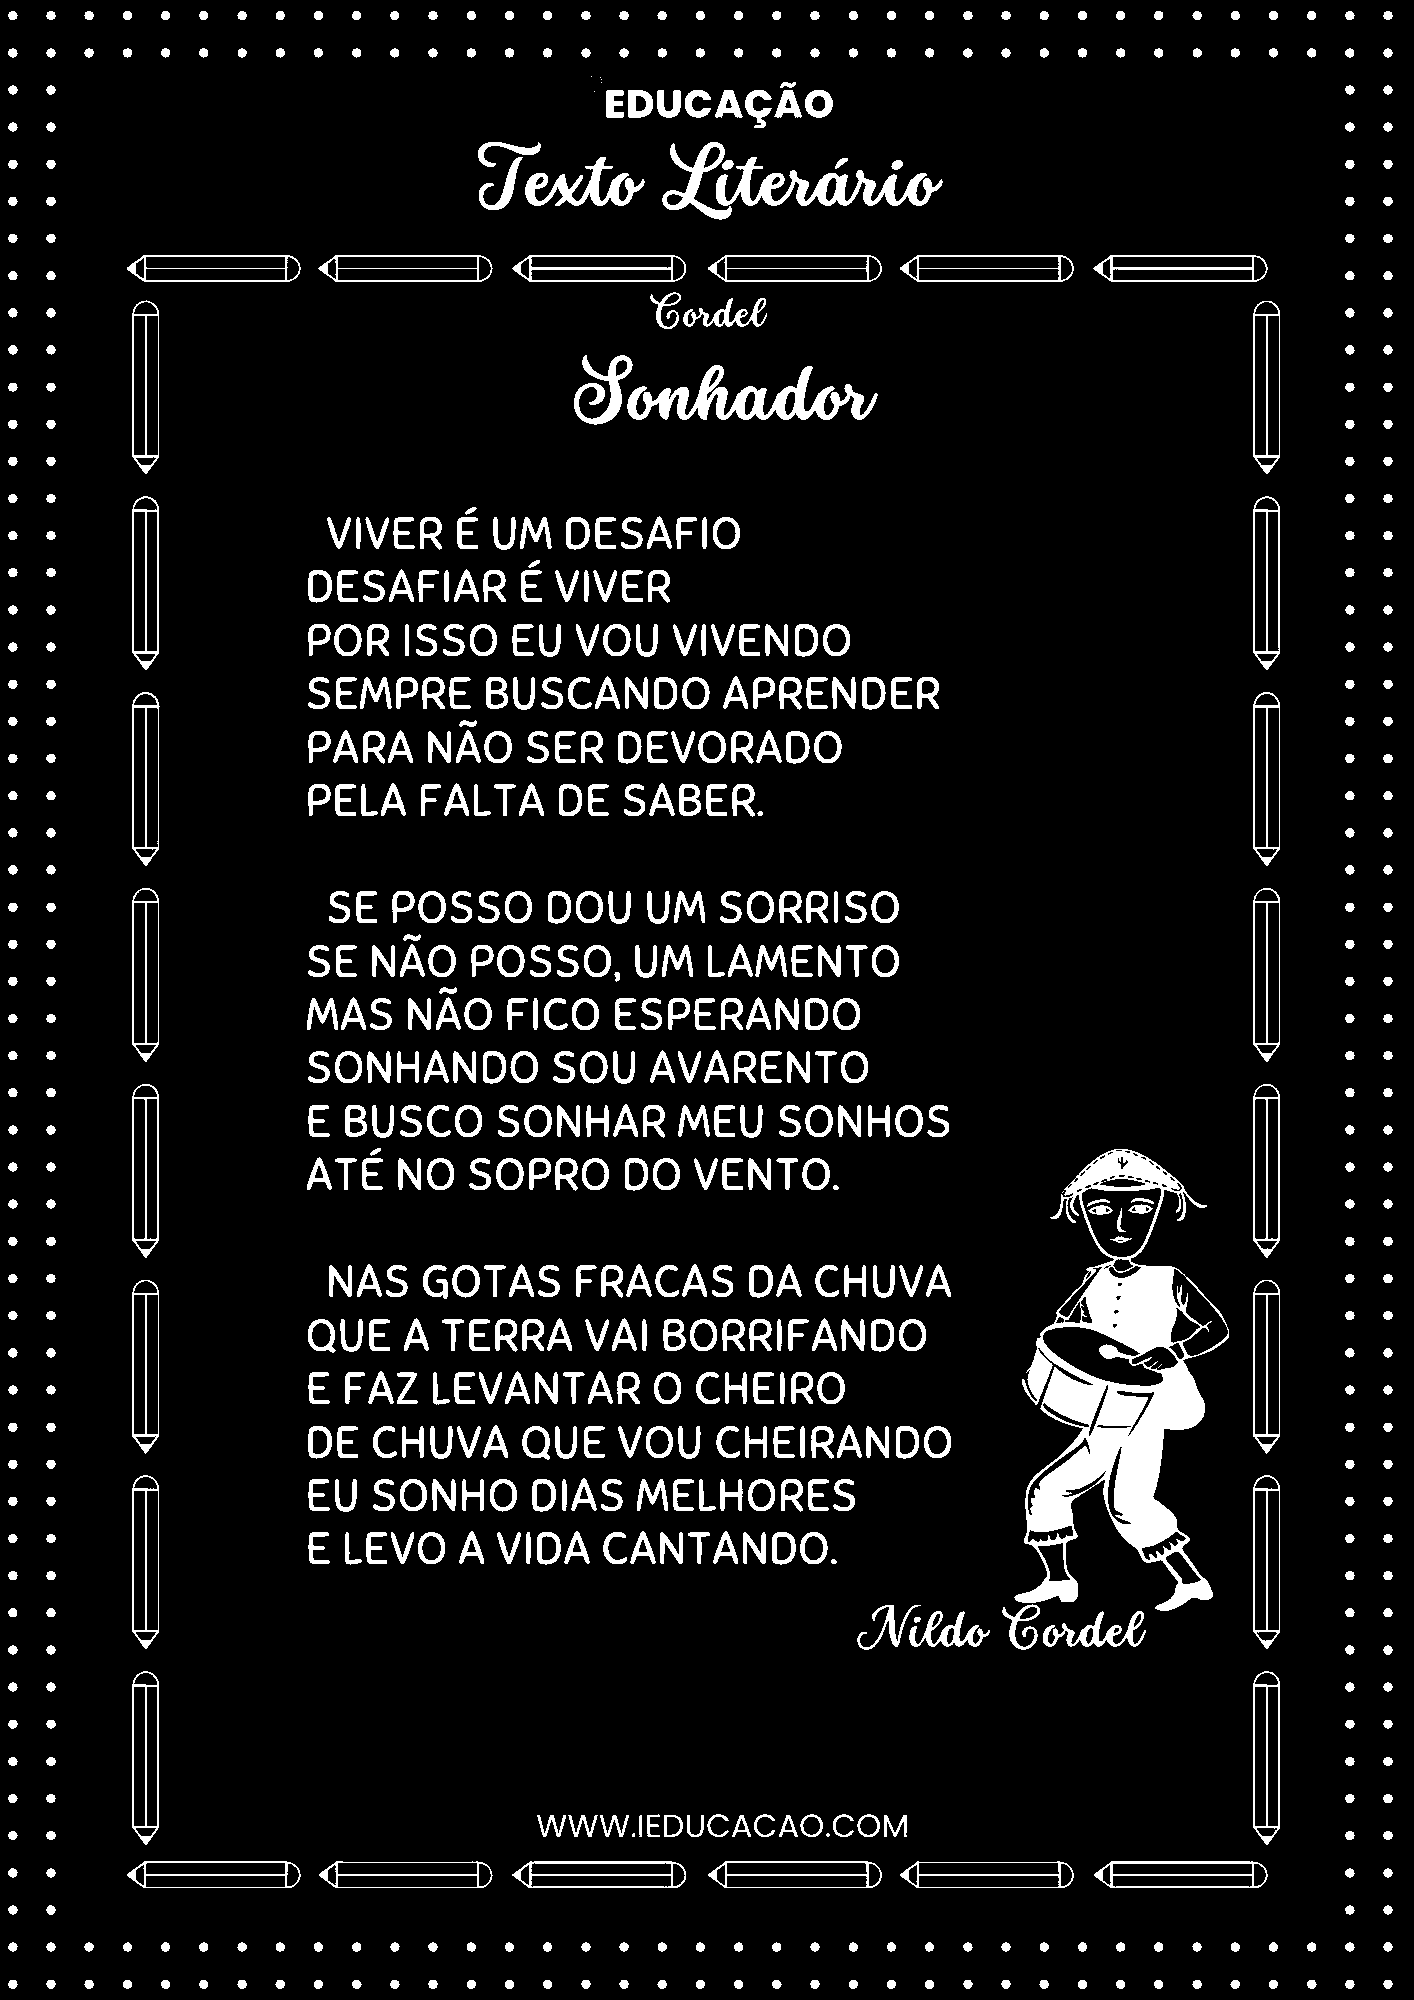 EDUCAÇÃO
Texto Literário
Cordel
Sonhador
VIVER É UM DESAFIO
DESAFIAR É VIVER
POR ISSO EU VOU VIVENDO
SEMPRE BUSCANDO APRENDER
PARA NÃO SER DEVORADO
PELA FALTA DE SABER.
SE POSSO DOU UM SORRISO
SE NÃO POSSO, UM LAMENTO
MAS NÃO FICO ESPERANDO
SONHANDO SOU AVARENTO
E BUSCO SONHAR MEU SONHOS
ATÉ NO SOPRO DO VENTO.
NAS GOTAS FRACAS DA CHUVA
QUE A TERRA VAI BORRIFANDO
E FAZ LEVANTAR O CHEIRO
DE CHUVA QUE VOU CHEIRANDO
EU SONHO DIAS MELHORES
E LEVO A VIDA CANTANDO.
Nildo Cordel
WWW.IEDUCACAO.COM